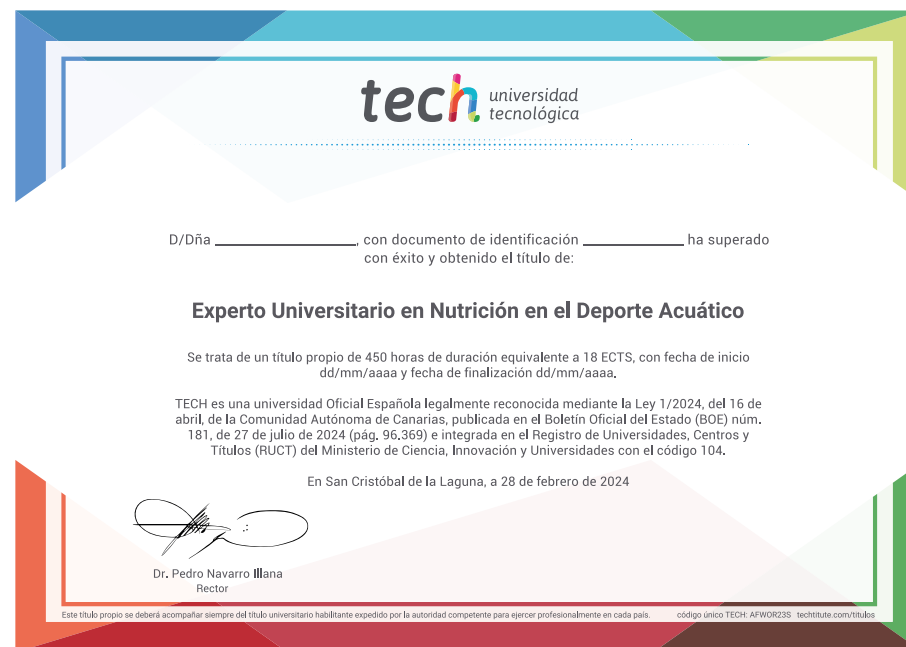 tech universidad
tecnológica
D/Dña ______________, con documento de identificación __________ ha superado
con éxito y obtenido el título de:
Experto Universitario en Nutrición en el Deporte Acuático
Se trata de un título propio de 450 horas de duración equivalente a 18 ECTS, con fecha de inicio
dd/mm/aaaa y fecha de finalización dd/mm/aaaa.
TECH es una universidad Oficial Española legalmente reconocida mediante la Ley 1/2024, del 16 de
abril, de la Comunidad Autónoma de Canarias, publicada en el Boletín Oficial del Estado (BOE) núm.
181, de 27 de julio de 2024 (pág. 96.369) e integrada en el Registro de Universidades, Centros y
Títulos (RUCT) del Ministerio de Ciencia, Innovación y Universidades con el código 104.
En San Cristóbal de la Laguna, a 28 de febrero de 2024
Dr. Pedro Navarro Illana
Rector
Este título propio se deberá acompañar siempre del título universitario habilitante expedido por la autoridad competente para ejercer profesionalmente en cada país. código único TECH: AFWOR23S techtitute.com/titulos